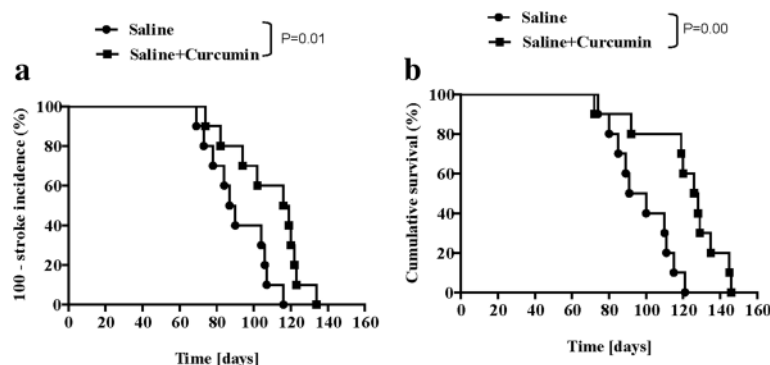 Saline
Saline+Curcumin
P=0.01
a
100 - stroke incidence (%)
100
80
60
40
20
0
0 20 40 60 80 100 120 140 160
Time [days]
Saline
Saline+Curcumin
P=0.00
b
Cumulative survival (%)
100
80
60
40
20
0
0 20 40 60 80 100 120 140 160
Time [days]